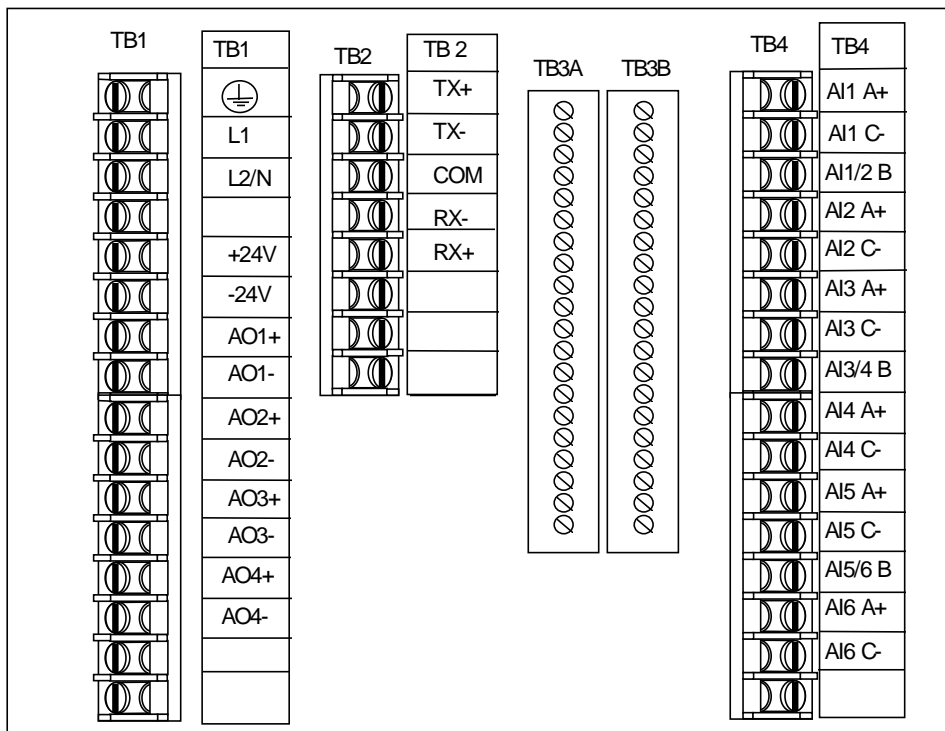 TB1
TB1
L1
L2/N
+24V
-24V
AO1+
AO1-
AO2+
AO2-
AO3+
AO3-
AO4+
AO4-
TB2
TB 2
TX+
TX-
COM
RX-
RX+
TB3A
TB3B
TB4
TB4
AI1 A+
AI1 C-
AI1/2 B
AI2 A+
AI2 C-
AI3 A+
AI3 C-
AI3/4 B
AI4 A+
AI4 C-
AI5 A+
AI5 C-
AI5/6 B
AI6 A+
AI6 C-